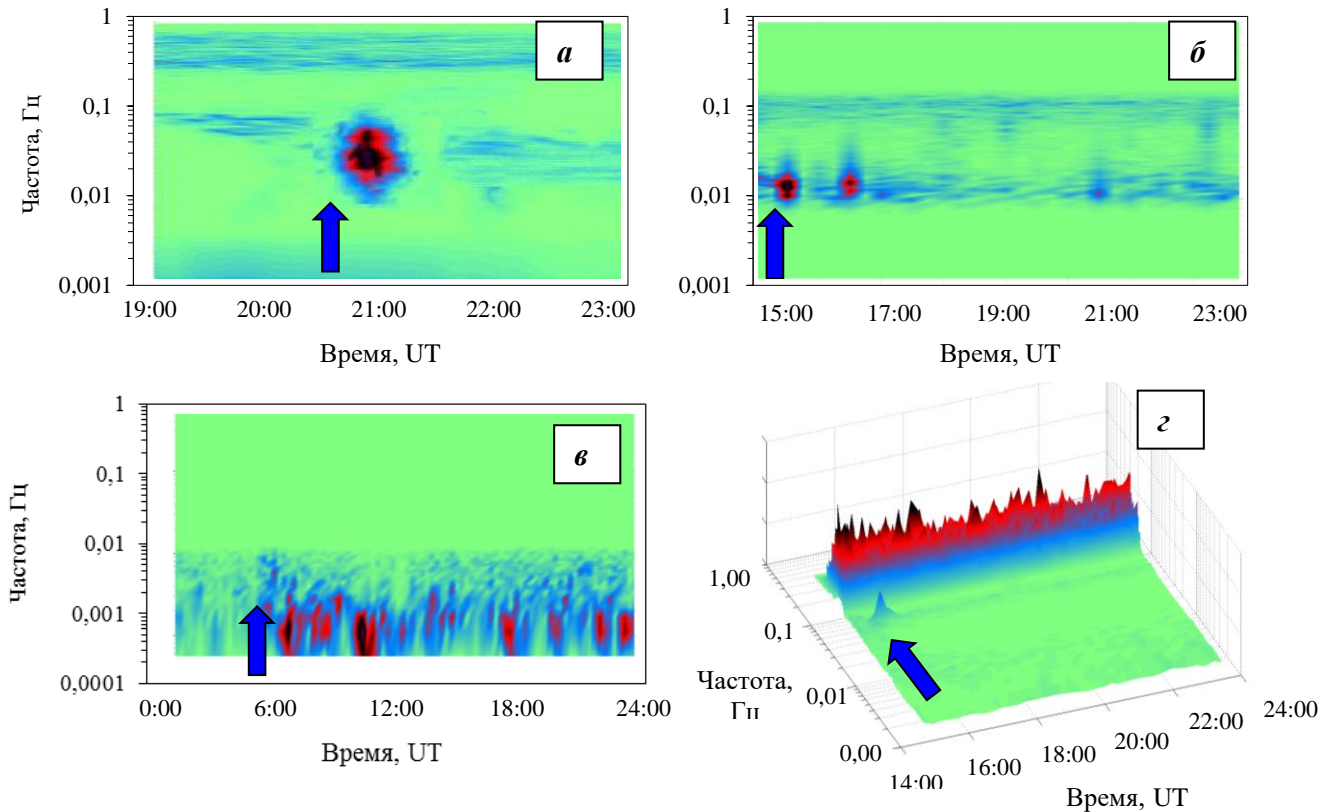 1
0,1
0,01
0,001
Частота, Гц
а
19:00 20:00 21:00 22:00 23:00
Время, UT
1
0,1
0,01
0,001
б
15:00 17:00 19:00 21:00 23:00
Время, UT
1
0,1
0,01
0,001
0,0001
Частота, Гц
в
0:00 6:00 12:00 18:00 24:00
Время, UT
г
1,00
0,1
0,01
0,00
Частота,
Гц
14:00 16:00 18:00 20:00 22:00 24:00
Время, UT